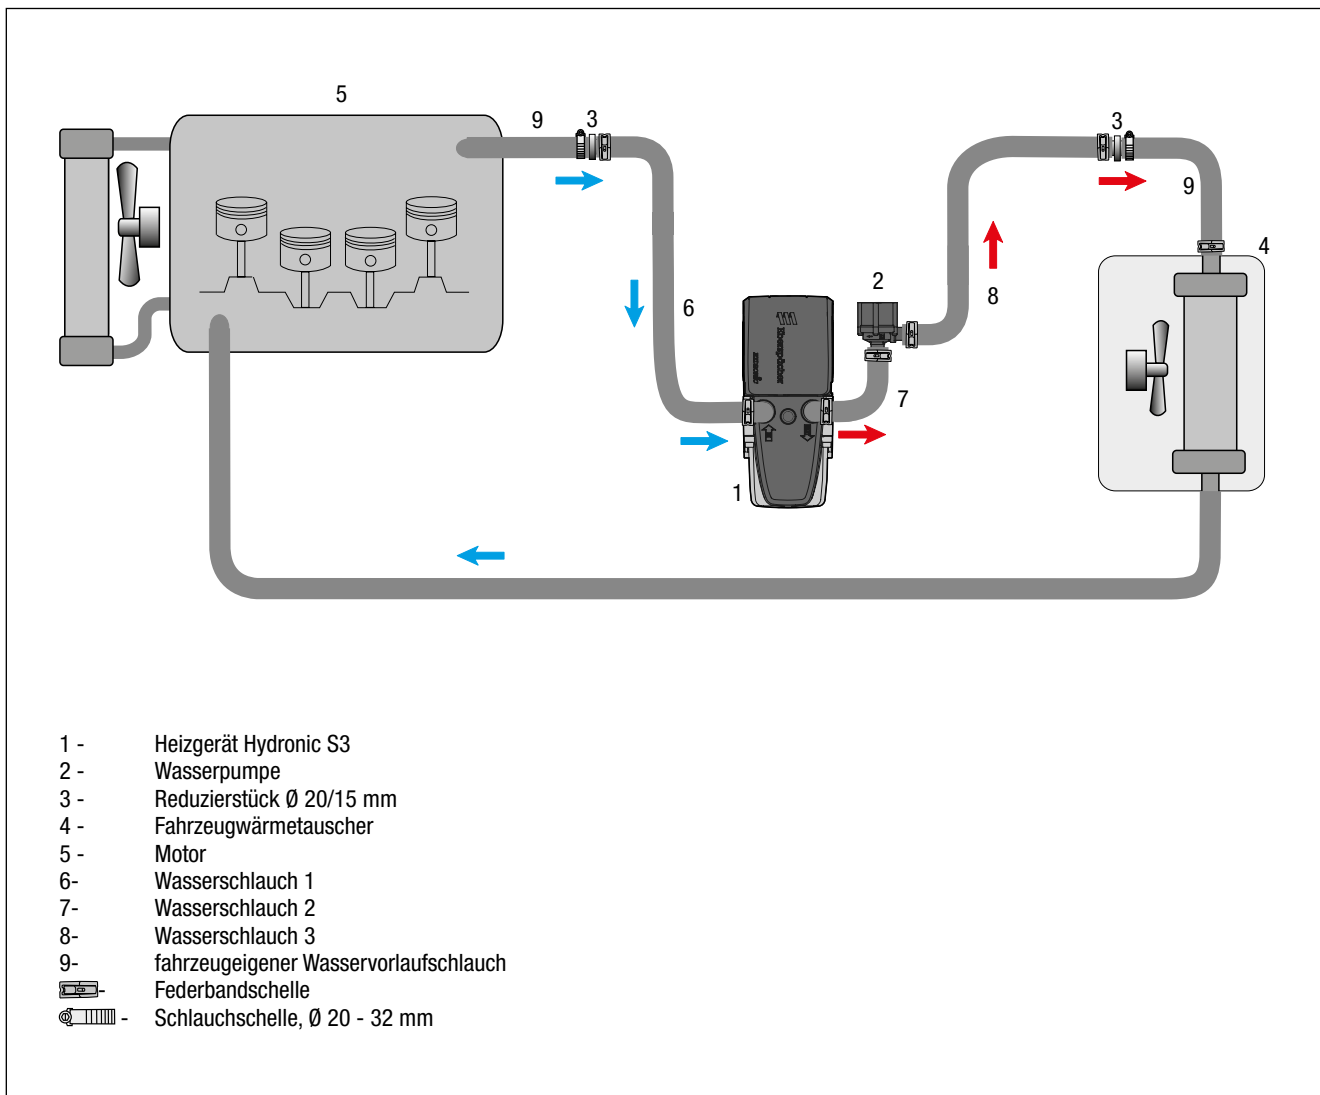 5
9
3
3
9
4
2
6
8
7
1
Eberspächer
1 - Heizgerät Hydronic S3
2 - Wasserpumpe
3 - Reduzierstück Ø 20/15 mm
4 - Fahrzeugwärmetauscher
5 - Motor
6- Wasserschlauch 1
7- Wasserschlauch 2
8- Wasserschlauch 3
9- fahrzeugeigener Wasservorlaufschlauch
- Federbandschelle
- Schlauchschelle, Ø 20 - 32 mm